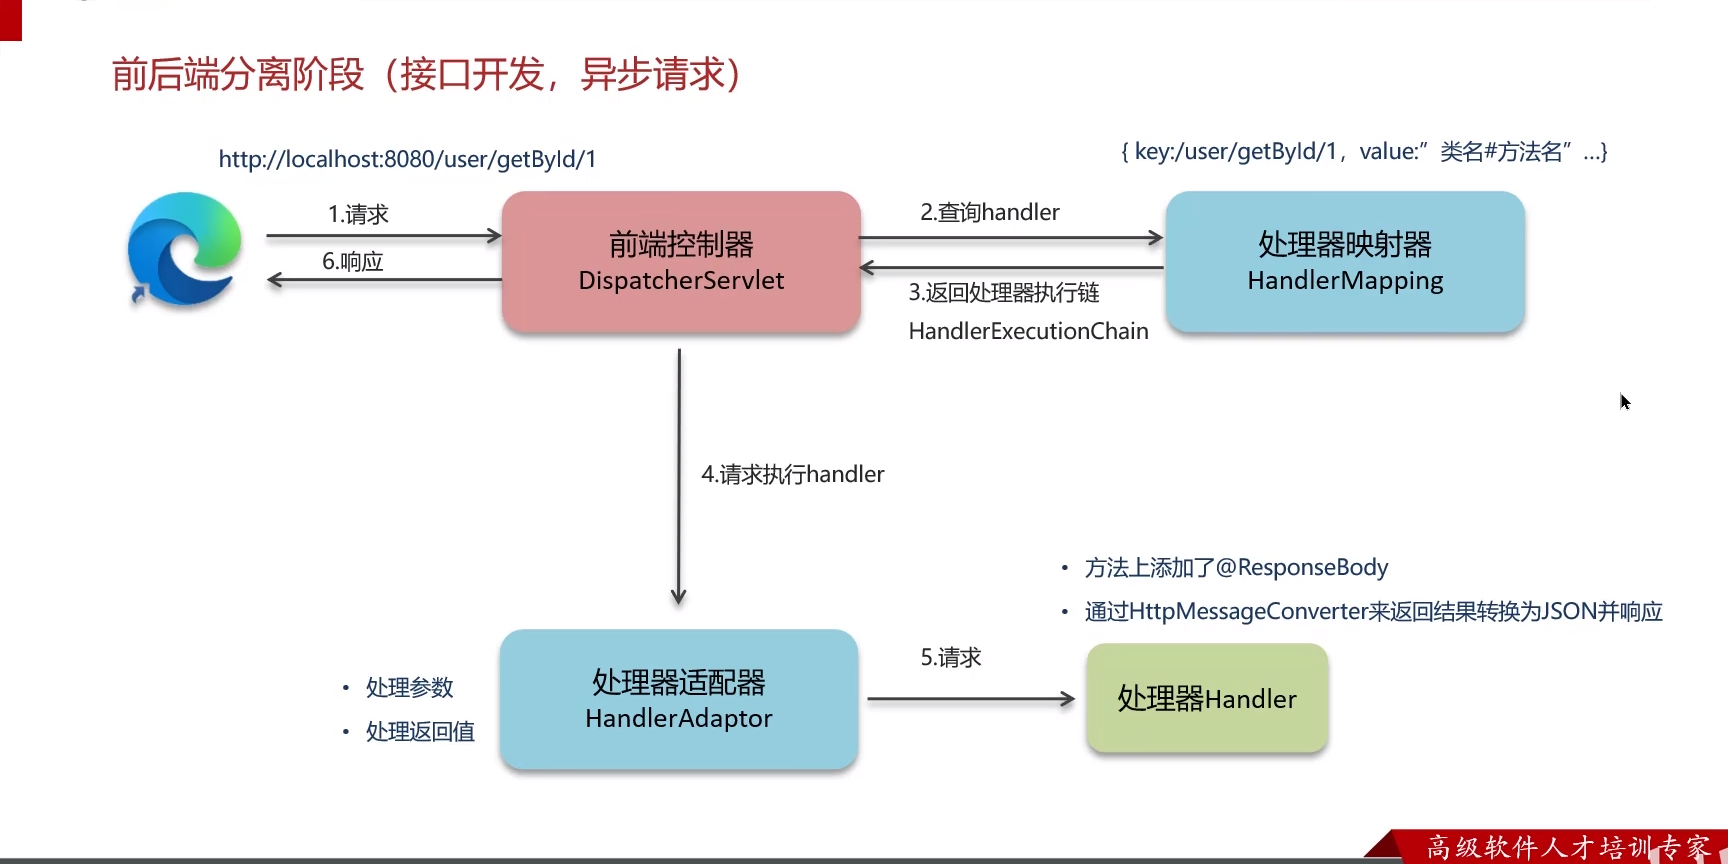 前后端分离阶段（接口开发，异步请求）
http://localhost:8080/user/getById/1
{ key:/user/getById/1，value:”类名#方法名” ...}
1.请求
6.响应
前端控制器
DispatcherServlet
2.查询handler
3.返回处理器执行链
HandlerExecutionChain
处理器映射器
HandlerMapping
4.请求执行handler
• 方法上添加了@ResponseBody
• 通过HttpMessageConverter来返回结果转换为JSON并响应
• 处理参数
• 处理返回值
处理器适配器
HandlerAdaptor
5.请求
处理器Handler
高级软件人才培训专家